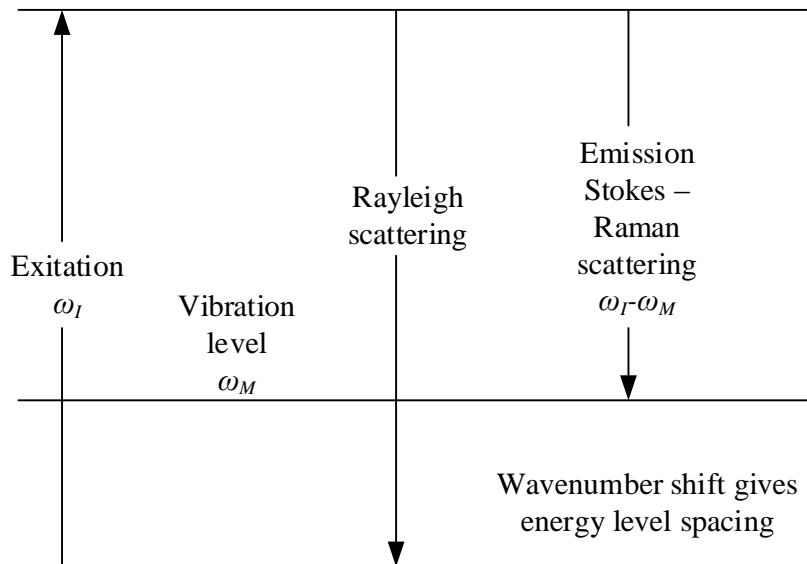 Exitation
ω_I
Vibration
level
ω_M
Rayleigh
scattering
Emission
Stokes –
Raman
scattering
ω_I-ω_M
Wavenumber shift gives
energy level spacing